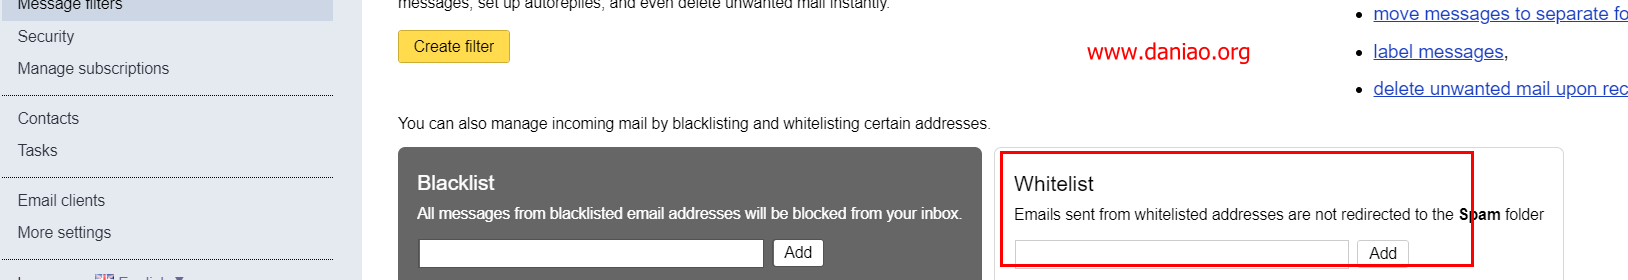 Message filters
Security
Manage subscriptions
Contacts
Tasks
Email clients
More settings
English
messages, set up autoreplies, and even delete unwanted mail instantly.
Create filter
www.daniao.org
move messages to separate fo
label messages,
delete unwanted mail upon rec
You can also manage incoming mail by blacklisting and whitelisting certain addresses.
Blacklist
All messages from blacklisted email addresses will be blocked from your inbox.
Add
Whitelist
Emails sent from whitelisted addresses are not redirected to the Spam folder
Add